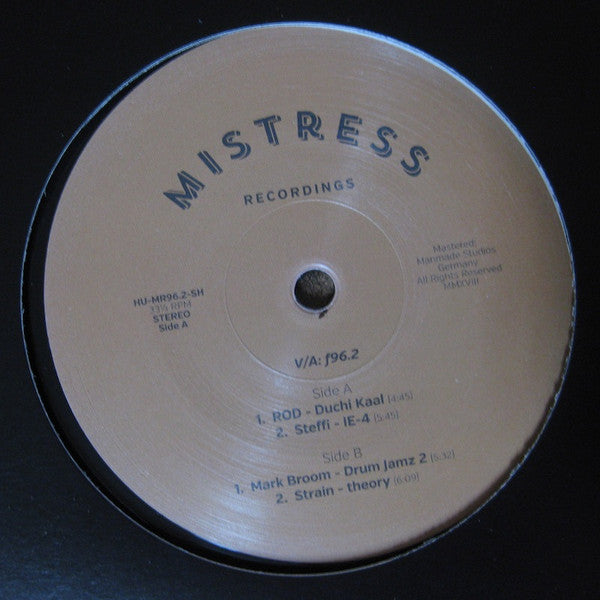 MISTRESS
RECORDINGS
HU-MR96.2-SH
33⅓ RPM
STEREO
Side A
Mastered:
Manmade Studios
Germany
All Rights Reserved
MMXVIII
V/A: ƒ96.2
Side A
1. ROD - Duchi Kaal [4:45]
2. Steffi - IE-4 [5:45]
Side B
1. Mark Broom - Drum Jamz 2 [5:32]
2. Strain - theory [6:09]